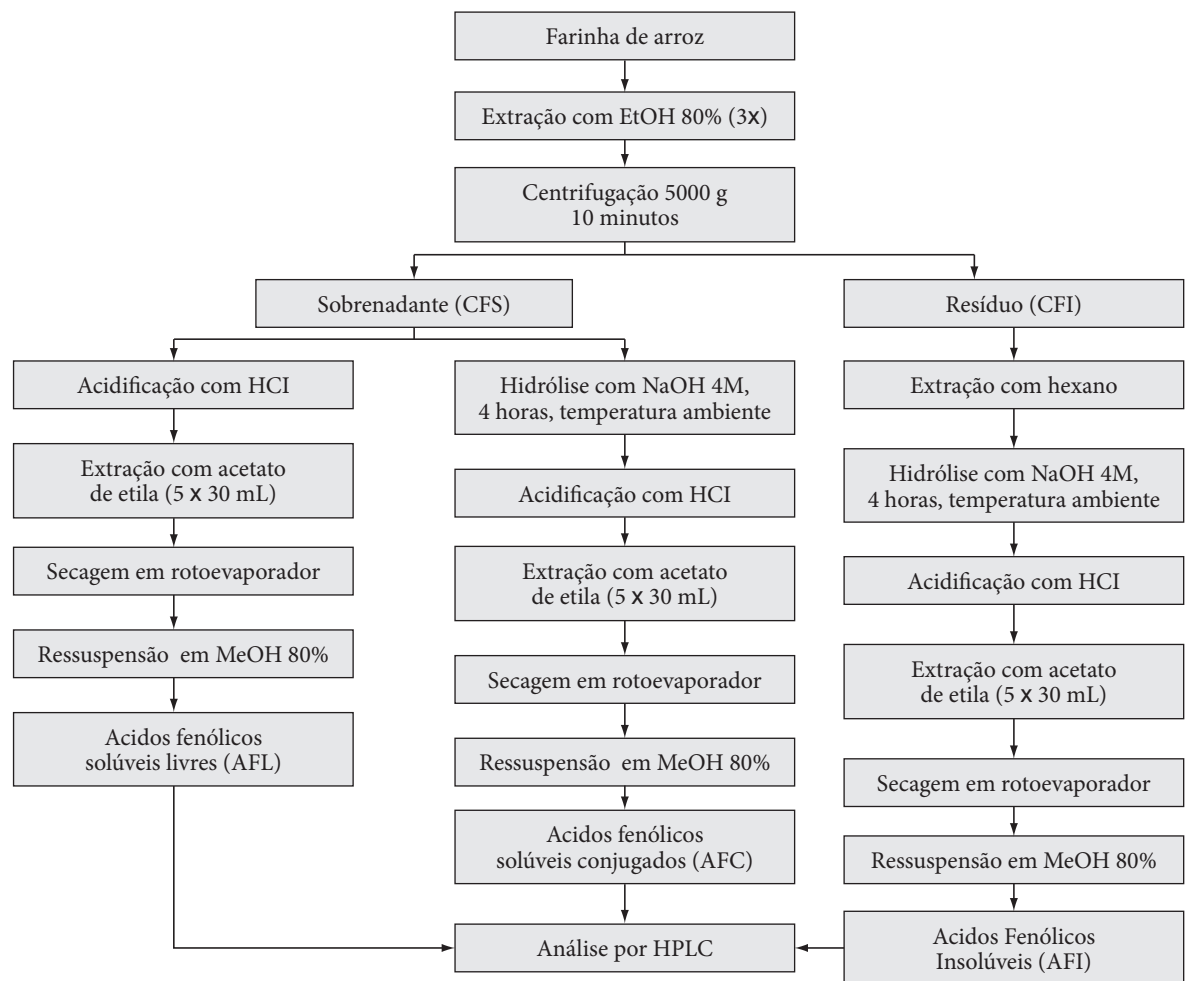 Farinha de arroz
Extração com EtOH 80% (3x)
Centrifugação 5000 g
10 minutos
Sobrenadante (CFS)
Resíduo (CFI)
Acidificação com HCI
Extração com acetato
de etila (5 x 30 mL)
Secagem em rotoevaporador
Ressuspensão em MeOH 80%
Acidos fenólicos
solúveis livres (AFL)
Hidrólise com NaOH 4M,
4 horas, temperatura ambiente
Acidificação com HCI
Extração com acetato
de etila (5 x 30 mL)
Secagem em rotoevaporador
Ressuspensão em MeOH 80%
Acidos fenólicos
solúveis conjugados (AFC)
Extração com hexano
Hidrólise com NaOH 4M,
4 horas, temperatura ambiente
Acidificação com HCI
Extração com acetato
de etila (5 x 30 mL)
Secagem em rotoevaporador
Ressuspensão em MeOH 80%
Acidos Fenólicos
Insolúveis (AFI)
Análise por HPLC